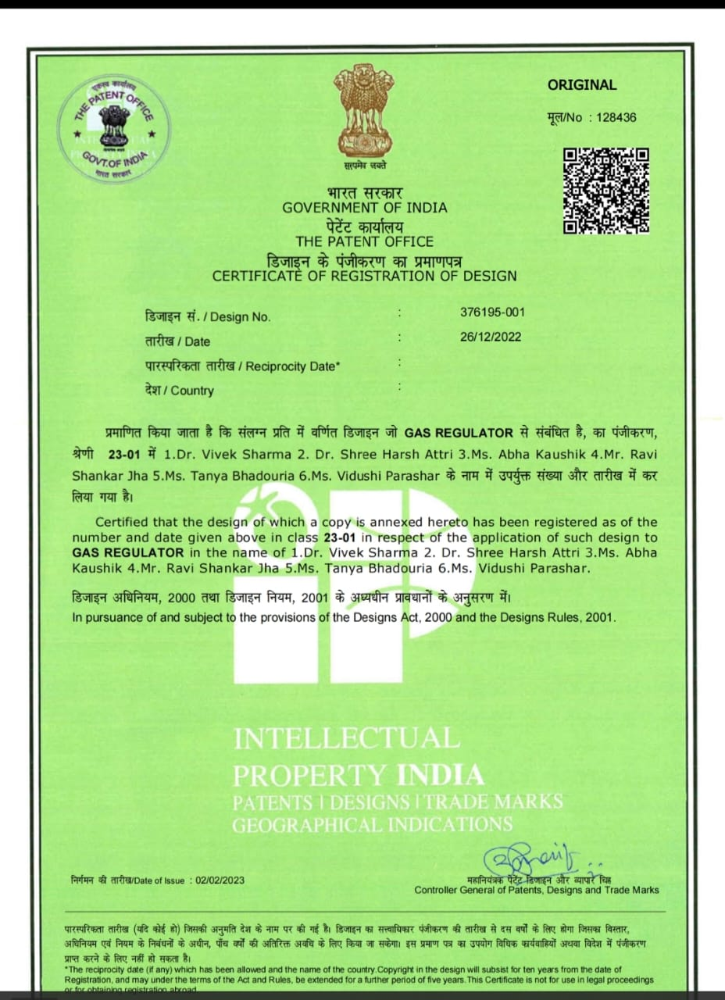 एकस्व कार्यालय
THE PATENT OFFICE
GOVT.OF INDIA
भारत सरकार
सत्यमेव जयते
ORIGINAL
मूल/No : 128436
भारत सरकार
GOVERNMENT OF INDIA
पेटेंट कार्यालय
THE PATENT OFFICE
डिजाइन के पंजीकरण का प्रमाणपत्र
CERTIFICATE OF REGISTRATION OF DESIGN
डिजाइन सं. / Design No. : 376195-001
तारीख / Date : 26/12/2022
पारस्परिकता तारीख / Reciprocity Date* :
देश / Country :
प्रमाणित किया जाता है कि संलग्न प्रति में वर्णित डिजाइन जो GAS REGULATOR से संबंधित है, का पंजीकरण,
श्रेणी 23-01 में 1.Dr. Vivek Sharma 2. Dr. Shree Harsh Attri 3.Ms. Abha Kaushik 4.Mr. Ravi
Shankar Jha 5.Ms. Tanya Bhadouria 6.Ms. Vidushi Parashar के नाम में उपर्युक्त संख्या और तारीख में कर
लिया गया है।
Certified that the design of which a copy is annexed hereto has been registered as of the
number and date given above in class 23-01 in respect of the application of such design to
GAS REGULATOR in the name of 1.Dr. Vivek Sharma 2. Dr. Shree Harsh Attri 3.Ms. Abha
Kaushik 4.Mr. Ravi Shankar Jha 5.Ms. Tanya Bhadouria 6.Ms. Vidushi Parashar.
डिजाइन अधिनियम, 2000 तथा डिजाइन नियम, 2001 के अध्यधीन प्रावधानों के अनुसरण में।
In pursuance of and subject to the provisions of the Designs Act, 2000 and the Designs Rules, 2001.
INTELLECTUAL
PROPERTY INDIA
PATENTS | DESIGNS | TRADE MARKS
GEOGRAPHICAL INDICATIONS
निर्गमन की तारीख/Date of Issue : 02/02/2023
महानियंत्रक पेटेंट डिजाइन और व्यापार चिह्न
Controller General of Patents, Designs and Trade Marks
पारस्परिकता तारीख (यदि कोई हो) जिसकी अनुमति देश के नाम पर की गई है। डिजाइन का सत्त्वाधिकार पंजीकरण की तारीख से दस वर्षों के लिए होगा जिसका विस्तार,
अधिनियम एवं नियम के निबंधनों के अधीन, पाँच वर्षों की अतिरिक्त अवधि के लिए किया जा सकेगा। इस प्रमाण पत्र का उपयोग विधिक कार्यवाहियों अथवा विदेश में पंजीकरण
प्राप्त करने के लिए नहीं हो सकता है।
*The reciprocity date (if any) which has been allowed and the name of the country.Copyright in the design will subsist for ten years from the date of
Registration, and may under the terms of the Act and Rules, be extended for a further period of five years.This Certificate is not for use in legal proceedings
or for obtaining registration abroad